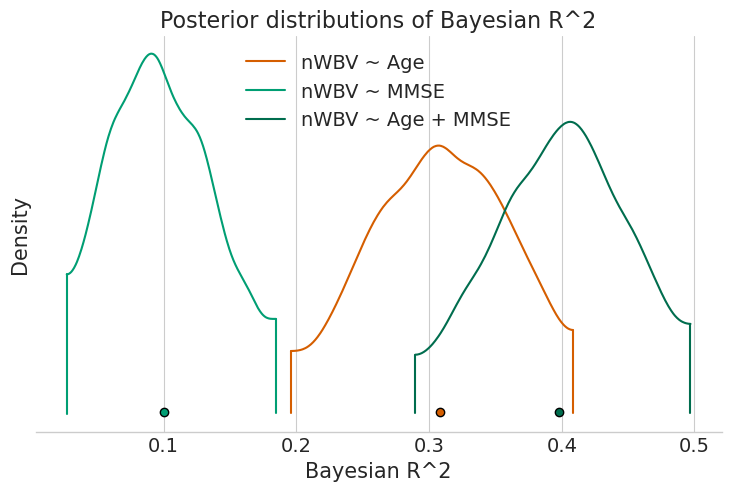 Posterior distributions of Bayesian R^2
nWBV ~ Age
nWBV ~ MMSE
nWBV ~ Age + MMSE
Density
0.1 0.2 0.3 0.4 0.5
Bayesian R^2